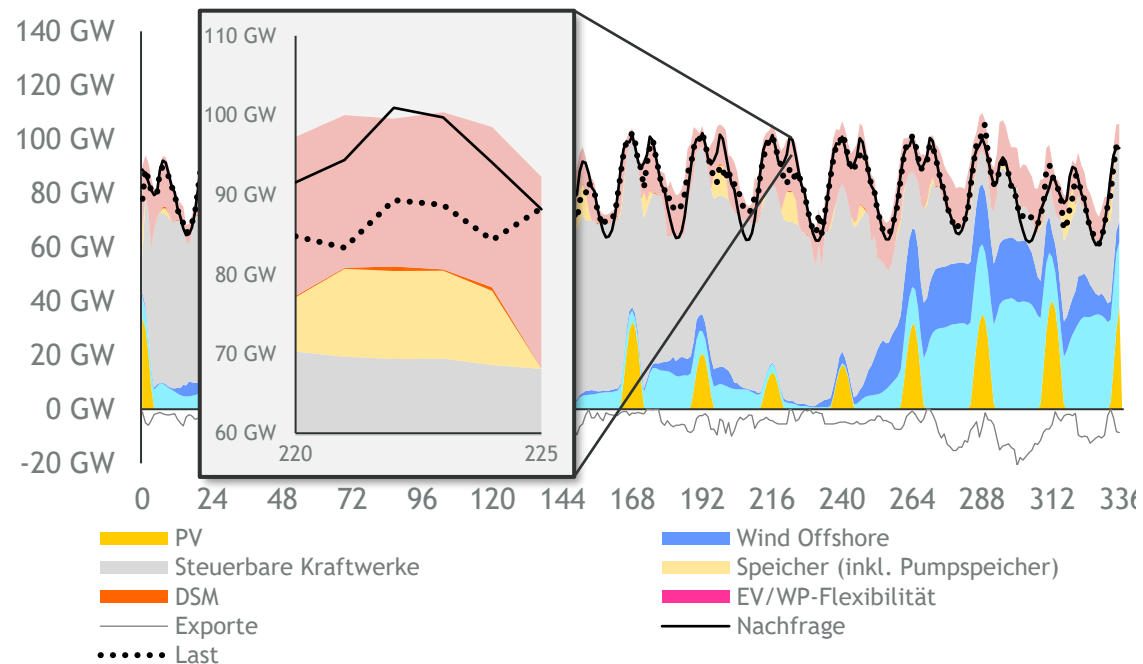 140 GW
120 GW
100 GW
80 GW
60 GW
40 GW
20 GW
0 GW
-20 GW
110 GW
100 GW
90 GW
80 GW
70 GW
60 GW
220 225
0 24 48 72 96 120 144 168 192 216 240 264 288 312 336
PV Wind Offshore
Steuerbare Kraftwerke Speicher (inkl. Pumpspeicher)
DSM EV/WP-Flexibilität
Exporte Nachfrage
Last